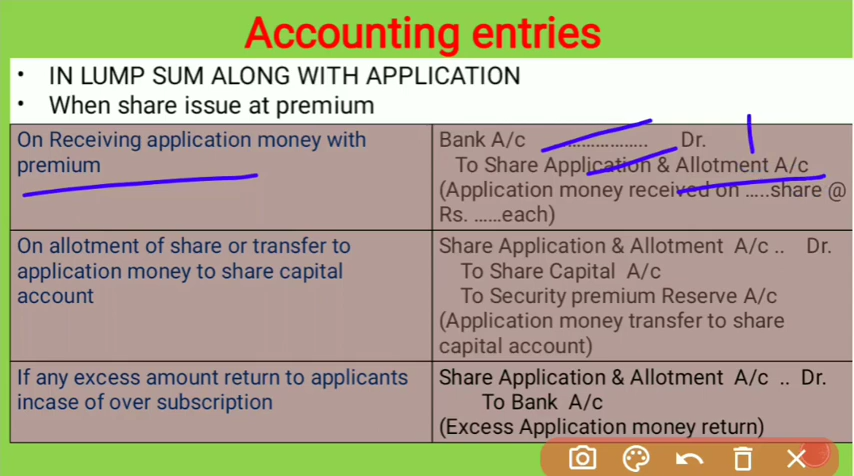 Accounting entries
• IN LUMP SUM ALONG WITH APPLICATION
• When share issue at premium
On Receiving application money with
premium
Bank A/c ……………….. Dr.
To Share Application & Allotment A/c
(Application money received on …..share @
Rs. ……each)
On allotment of share or transfer to
application money to share capital
account
Share Application & Allotment A/c .. Dr.
To Share Capital A/c
To Security premium Reserve A/c
(Application money transfer to share
capital account)
If any excess amount return to applicants
incase of over subscription
Share Application & Allotment A/c .. Dr.
To Bank A/c
(Excess Application money return)